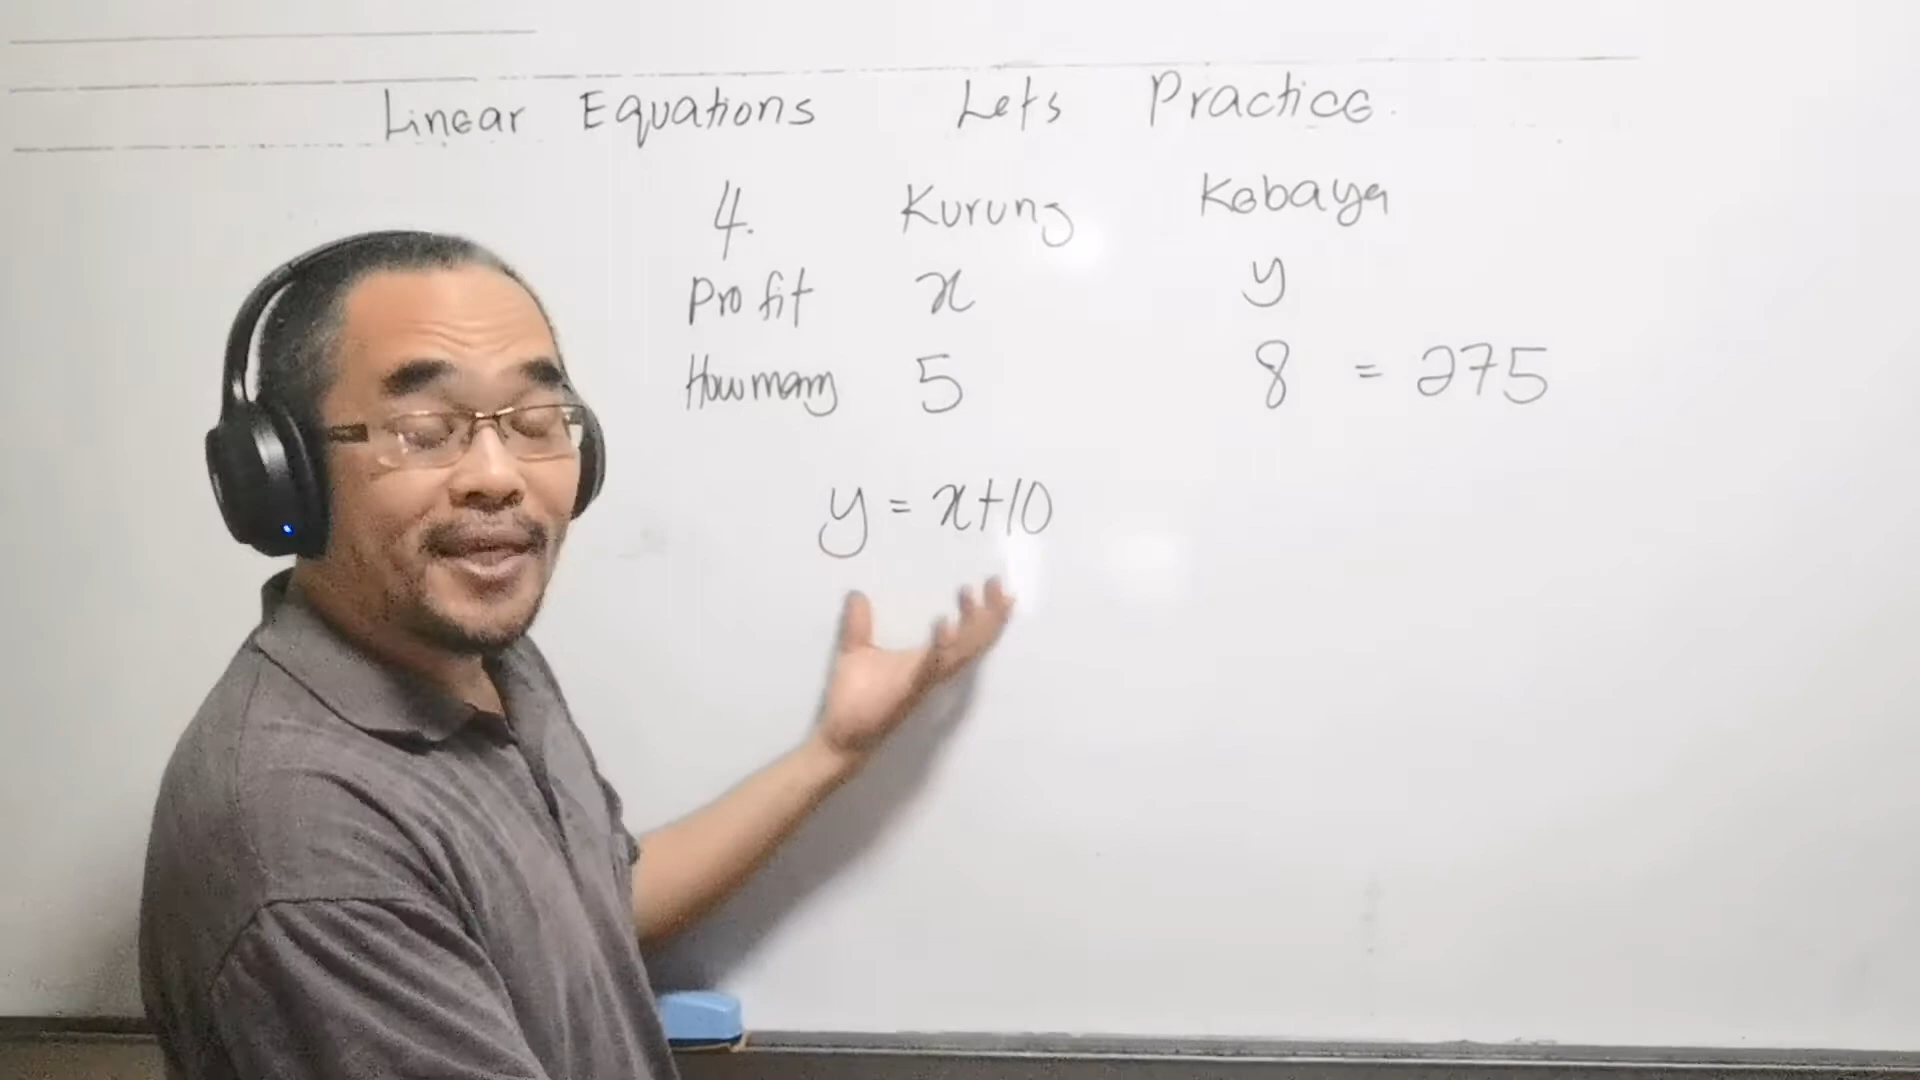 Linear Equations Lets Practice.
4. Kurung Kebaya
Profit x y
How many 5 8 = 275
y = x+10